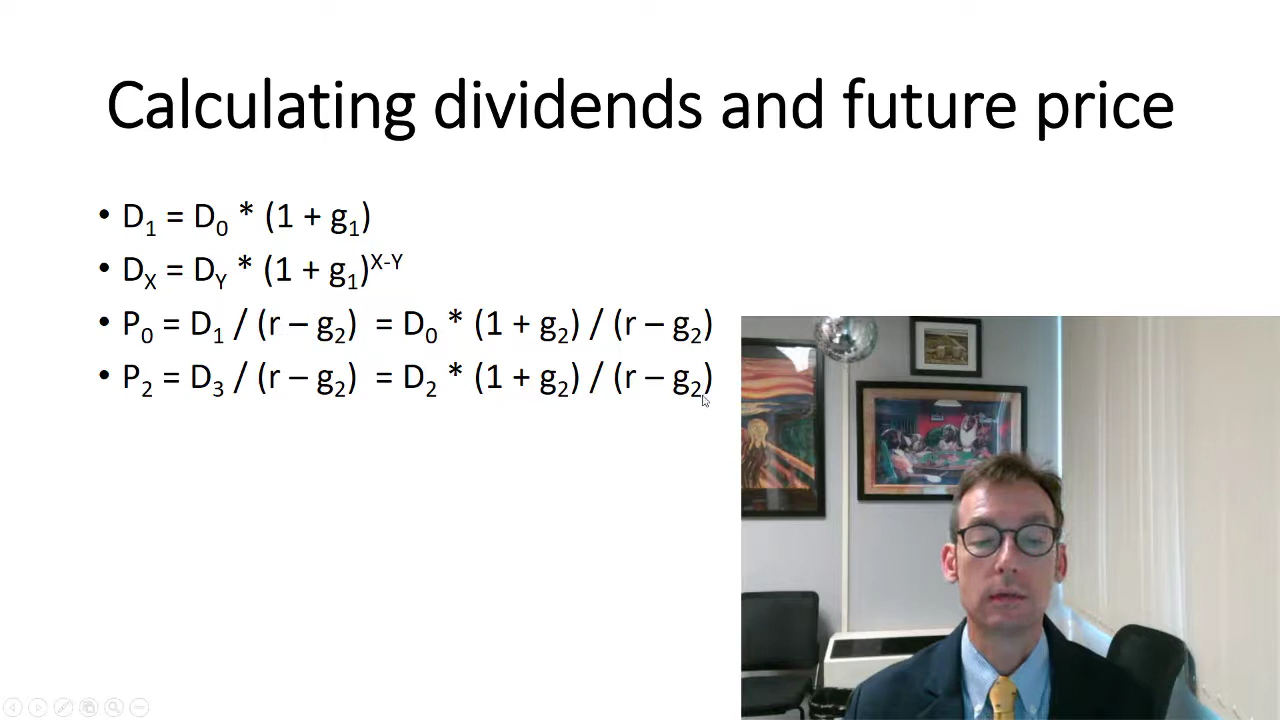 Calculating dividends and future price
• D₁ = D₀ * (1 + g₁)
• Dₓ = Dᵧ * (1 + g₁)ˣ⁻ʸ
• P₀ = D₁ / (r – g₂) = D₀ * (1 + g₂) / (r – g₂)
• P₂ = D₃ / (r – g₂) = D₂ * (1 + g₂) / (r – g₂)